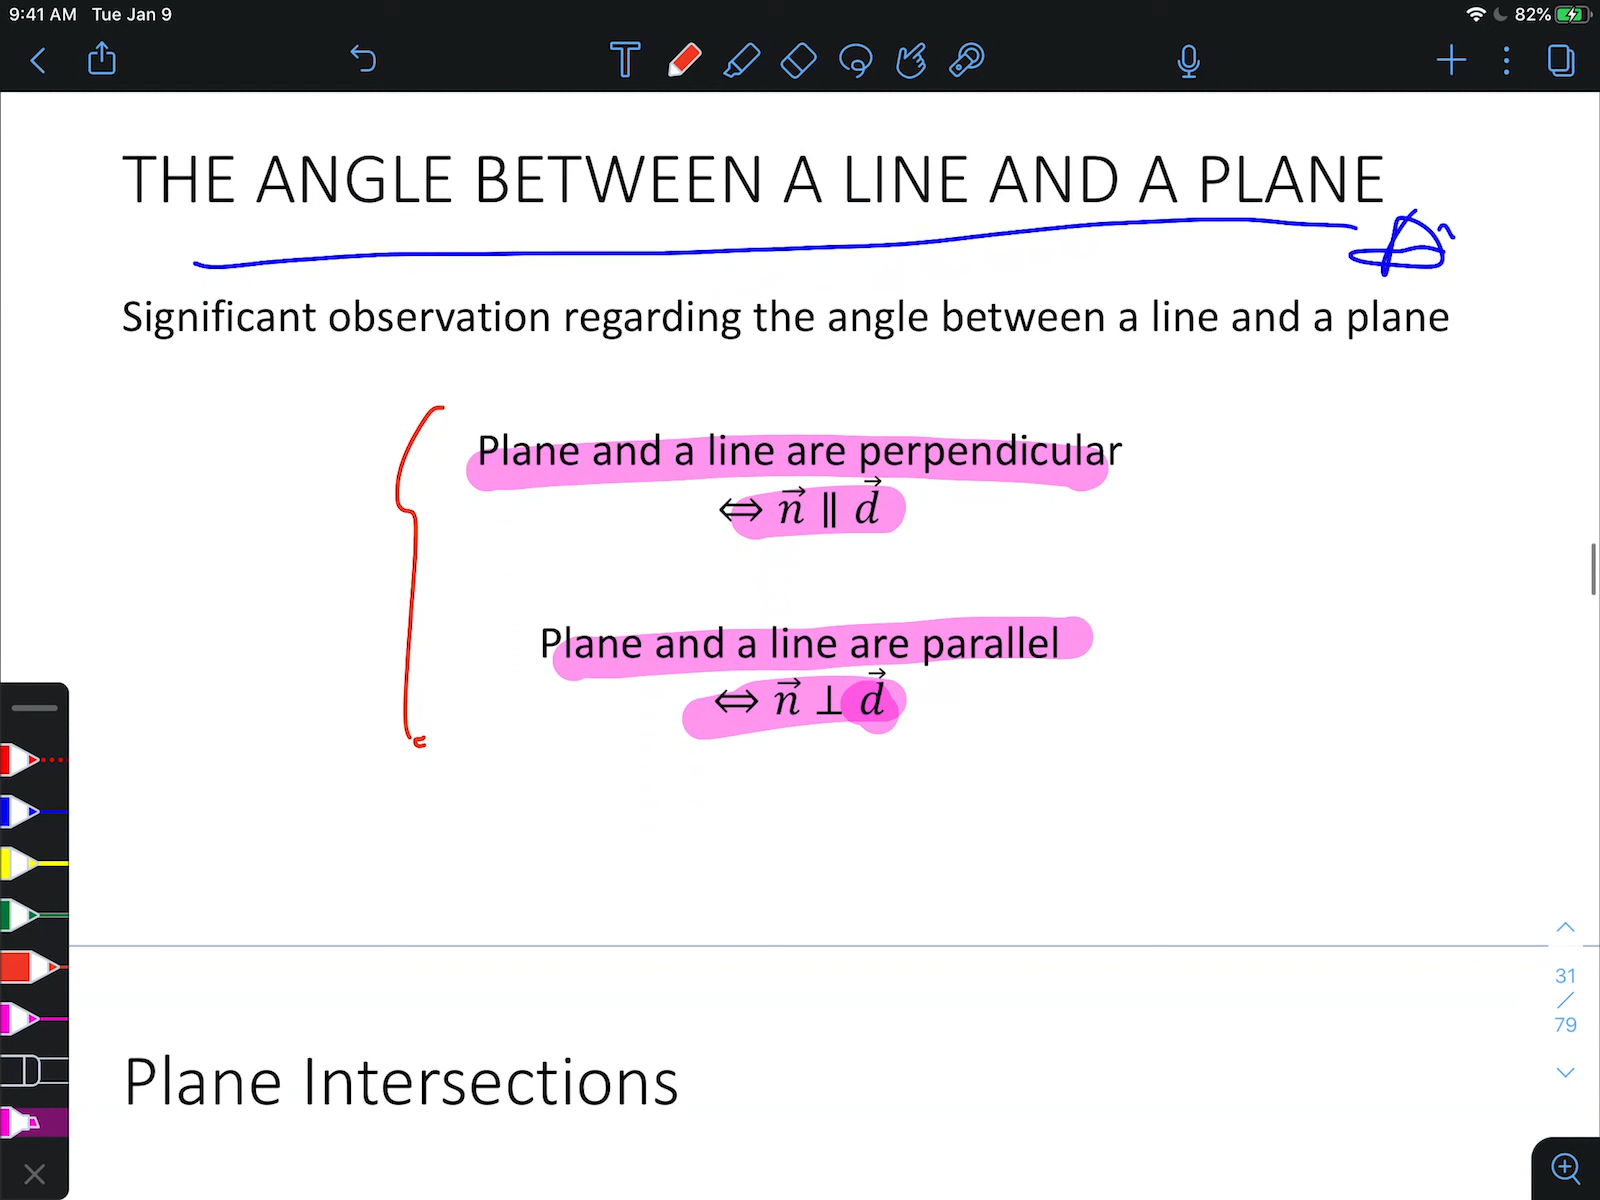 9:41 AM Tue Jan 9
82%
THE ANGLE BETWEEN A LINE AND A PLANE
Significant observation regarding the angle between a line and a plane
Plane and a line are perpendicular
⟺ n⃗ ∥ d⃗
Plane and a line are parallel
⟺ n⃗ ⊥ d⃗
31
/
79
Plane Intersections